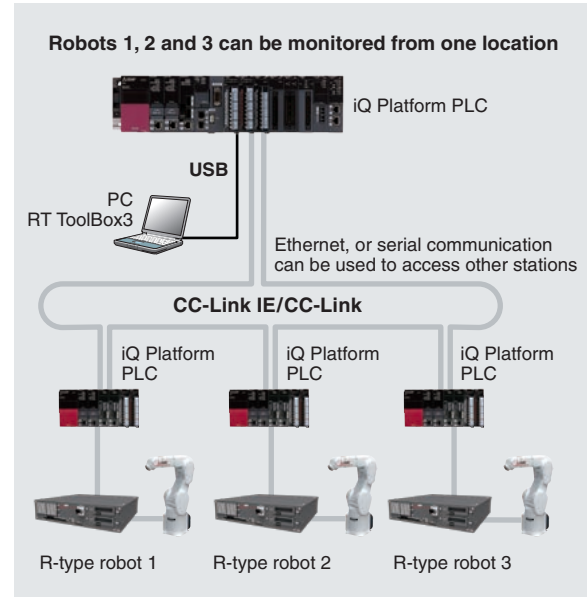 Robots 1, 2 and 3 can be monitored from one location
iQ Platform PLC
USB
PC
RT ToolBox3
Ethernet, or serial communication
can be used to access other stations
CC-Link IE/CC-Link
iQ Platform
PLC
iQ Platform
PLC
iQ Platform
PLC
R-type robot 1
R-type robot 2
R-type robot 3